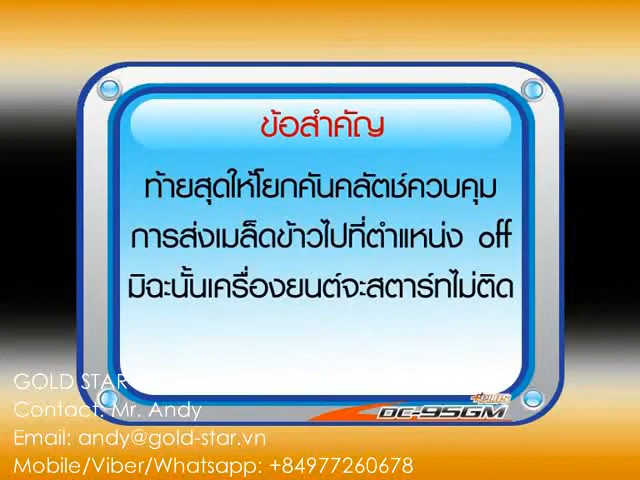 ข้อสำคัญ
ท้ายสุดให้โยกคันคลัตช์ควบคุม
การส่งเมล็ดข้าวไปที่ตำแหน่ง off
มิฉะนั้นเครื่องยนต์จะสตาร์ทไม่ติด
+PLUS
DC-95GM
GOLD STAR
Contact: Mr. Andy
Email: andy@gold-star.vn
Mobile/Viber/Whatsapp: +84977260678